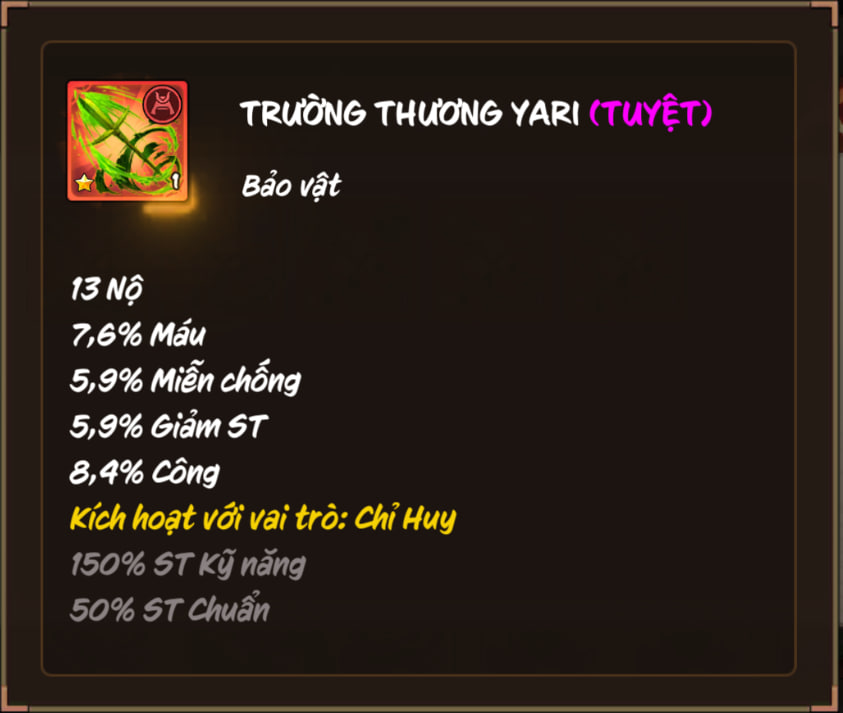 TRƯỜNG THƯƠNG YARI (TUYỆT)
1
Bảo vật
13 Nộ
7,6% Máu
5,9% Miễn chống
5,9% Giảm ST
8,4% Công
Kích hoạt với vai trò: Chỉ Huy
150% ST Kỹ năng
50% ST Chuẩn